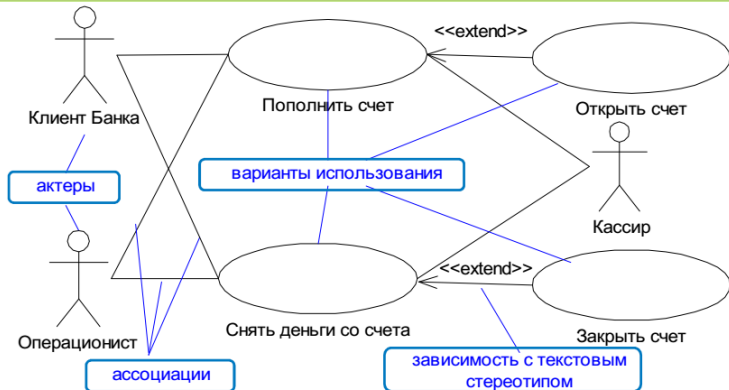 <<extend>>
Пополнить счет
Открыть счет
Клиент Банка
варианты использования
актеры
Кассир
<<extend>>
Операционист
Снять деньги со счета
Закрыть счет
ассоциации
зависимость с текстовым
стереотипом